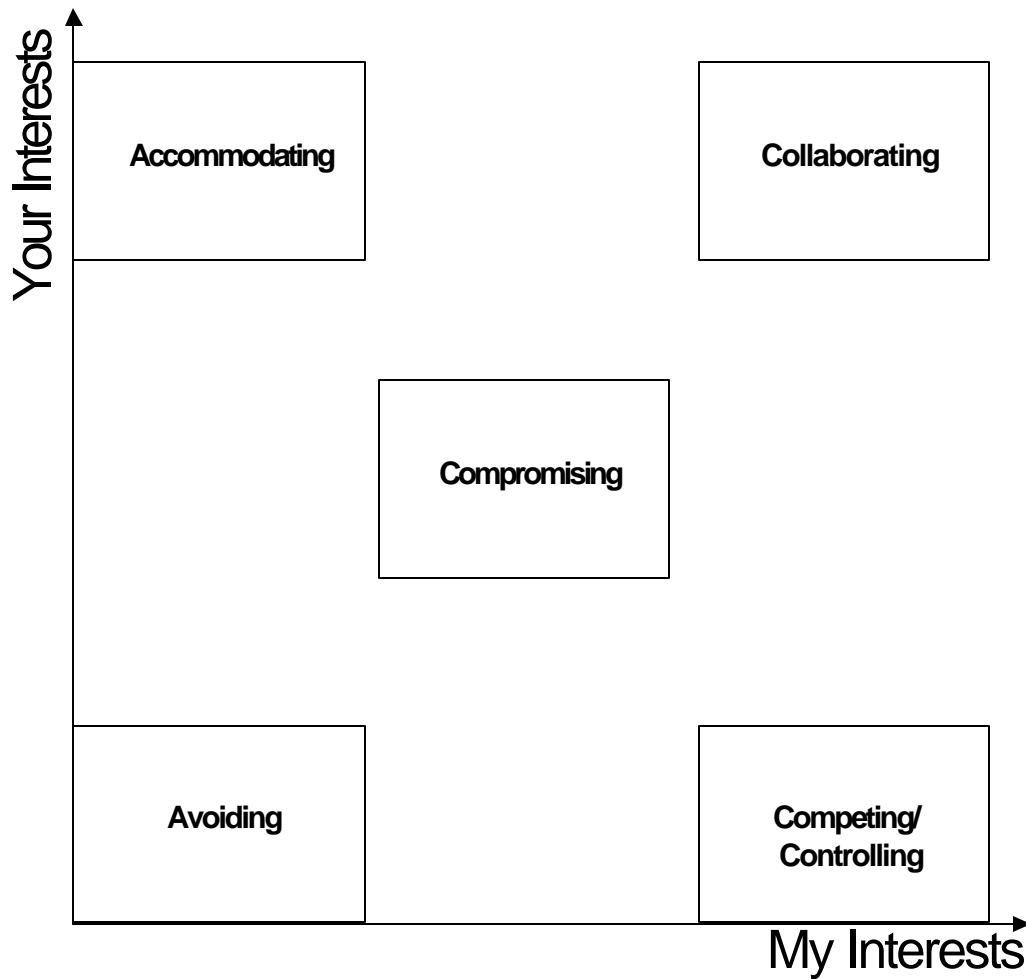 Your Interests
Accommodating
Collaborating
Compromising
Avoiding
Competing/
Controlling
My Interests